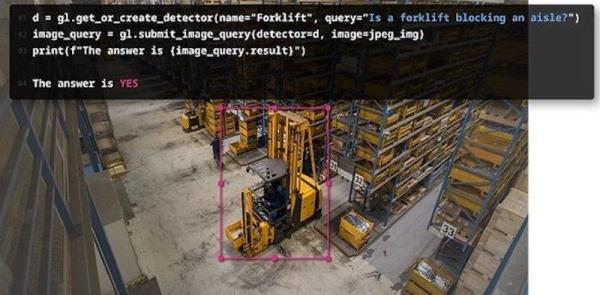 01 d = gl.get_or_create_detector(name="Forklift", query="Is a forklift blocking an aisle?")
02 image_query = gl.submit_image_query(detector=d, image=jpeg_img)
03 print(f"The answer is {image_query.result}")
04 The answer is YES
33